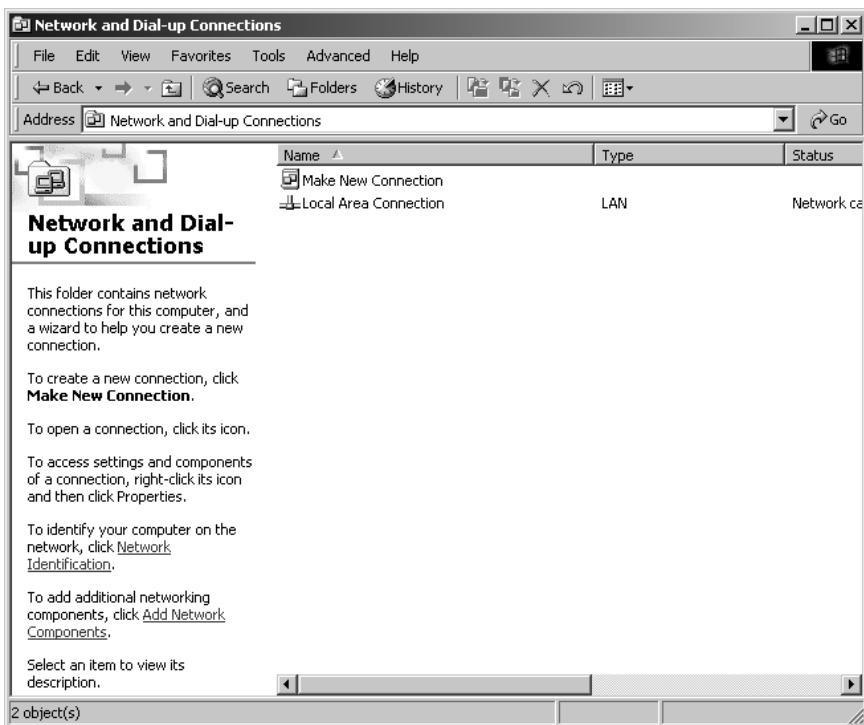 Network and Dial-up Connections
File Edit View Favorites Tools Advanced Help
Back Search Folders History
Address Network and Dial-up Connections Go
Name Type Status
Make New Connection
Local Area Connection LAN Network ca
Network and Dial-
up Connections
This folder contains network
connections for this computer, and
a wizard to help you create a new
connection.
To create a new connection, click
Make New Connection.
To open a connection, click its icon.
To access settings and components
of a connection, right-click its icon
and then click Properties.
To identify your computer on the
network, click Network
Identification.
To add additional networking
components, click Add Network
Components.
Select an item to view its
description.
2 object(s)